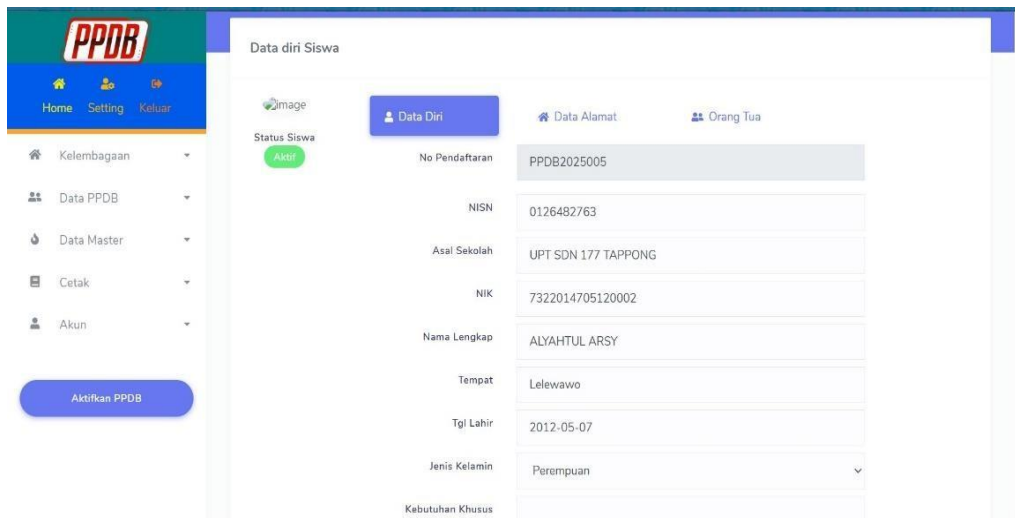 PPDB
Home Setting Keluar
Kelembagaan
Data PPDB
Data Master
Cetak
Akun
Aktifkan PPDB
Data diri Siswa
Image
Status Siswa
Aktif
Data Diri Data Alamat Orang Tua
No Pendaftaran PPDB2025005
NISN 0126482763
Asal Sekolah UPT SDN 177 TAPPONG
NIK 7322014705120002
Nama Lengkap ALYAHTUL ARSY
Tempat Lelewawo
Tgl Lahir 2012-05-07
Jenis Kelamin Perempuan
Kebutuhan Khusus